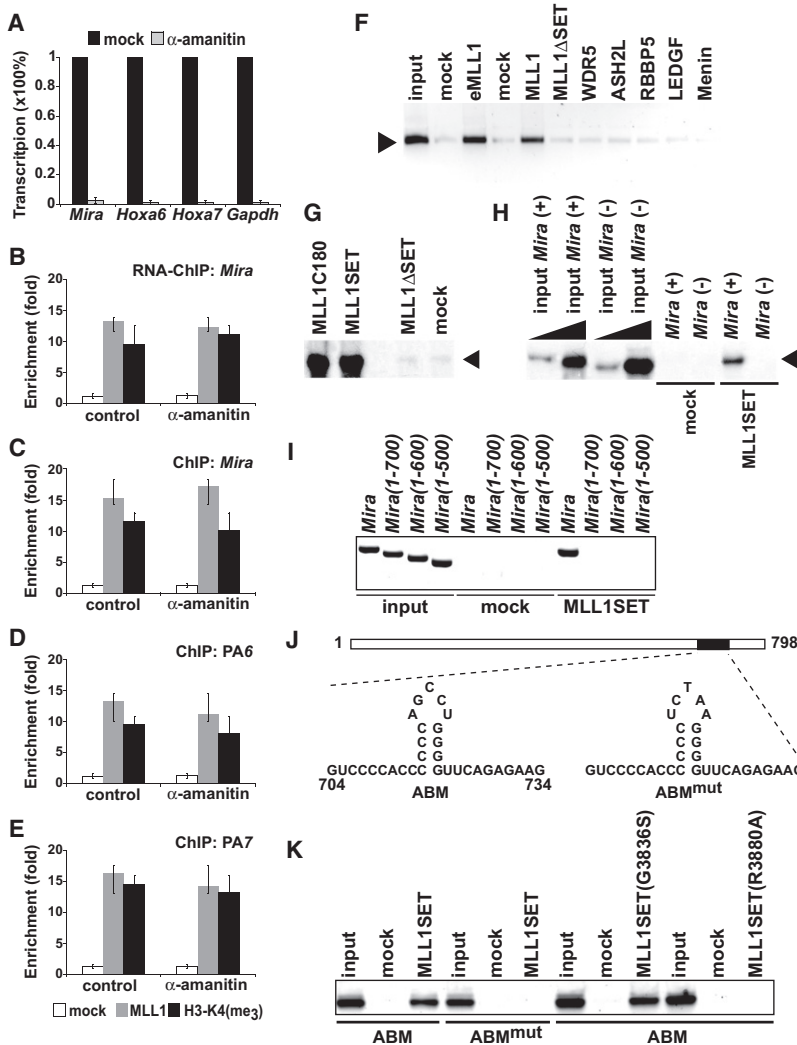 A
mock α-amanitin
Transcritpion (x100%)
1
0.8
0.6
0.4
0.2
0
Mira Hoxa6 Hoxa7 Gapdh
B
RNA-ChIP: Mira
Enrichment (fold)
20
15
10
5
0
control α-amanitin
C
ChIP: Mira
Enrichment (fold)
20
15
10
5
0
control α-amanitin
D
ChIP: PA6
Enrichment (fold)
20
15
10
5
0
control α-amanitin
E
ChIP: PA7
Enrichment (fold)
20
15
10
5
0
control α-amanitin
mock MLL1 H3-K4(me3)
F
input
mock
eMLL1
mock
MLL1
MLL1ΔSET
WDR5
ASH2L
RBBP5
LEDGF
Menin
G
MLL1C180
MLL1SET
MLL1ΔSET
mock
H
input Mira (+)
input Mira (+)
input Mira (-)
input Mira (-)
Mira (+)
Mira (-)
Mira (+)
Mira (-)
mock
MLL1SET
I
Mira
Mira(1-700)
Mira(1-600)
Mira(1-500)
Mira
Mira(1-700)
Mira(1-600)
Mira(1-500)
Mira
Mira(1-700)
Mira(1-600)
Mira(1-500)
input mock MLL1SET
J
1 798
C
G C
A U
C G
C G
C G
GUCCCCACCC GUUCAGAGAAG
704 ABM 734
T
C A
U A
C G
C G
C G
GUCCCCACCC GUUCAGAGAAG
ABMmut
K
input
mock
MLL1SET
input
mock
MLL1SET
input
mock
MLL1SET(G3836S)
input
mock
MLL1SET(R3880A)
ABM ABMmut ABM